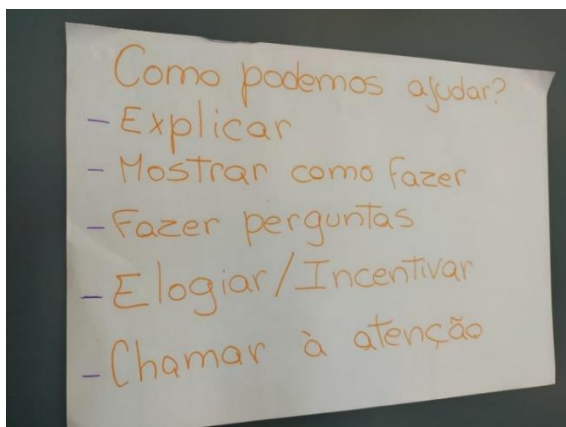 Como podemos ajudar?
- Explicar
- Mostrar como fazer
- Fazer perguntas
- Elogiar/Incentivar
- Chamar à atenção